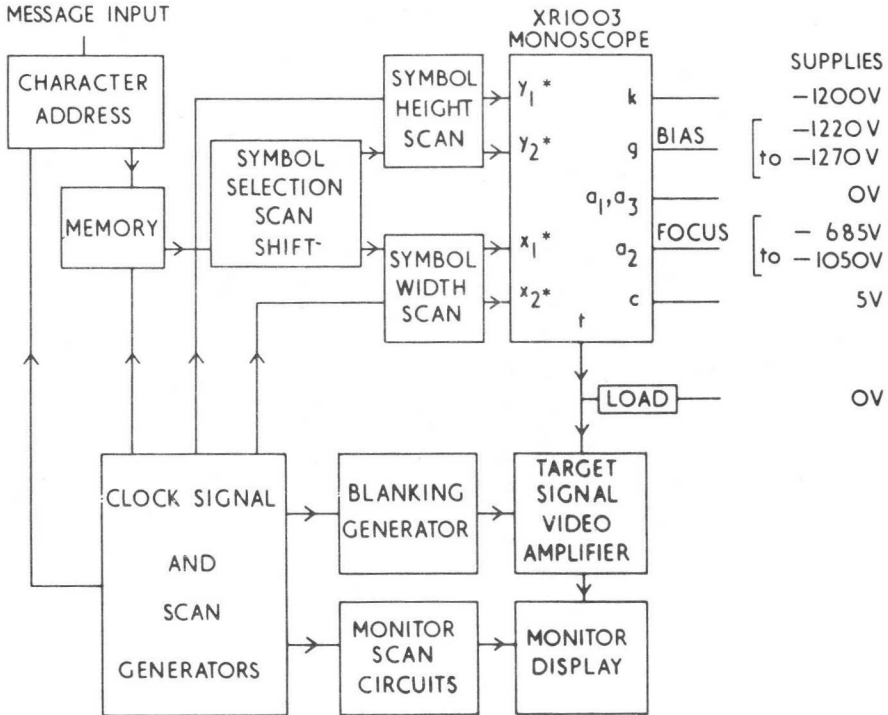 MESSAGE INPUT
CHARACTER
ADDRESS
MEMORY
SYMBOL
SELECTION
SCAN
SHIFT-
SYMBOL
HEIGHT
SCAN
SYMBOL
WIDTH
SCAN
XR1003
MONOSCOPE
y1*
y2*
x1*
x2*
k
g
a1,a3
a2
c
t
BIAS
FOCUS
SUPPLIES
-1200V
-1220V
to -1270V
0V
- 685V
to -1050V
5V
LOAD
0V
CLOCK SIGNAL
AND
SCAN
GENERATORS
BLANKING
GENERATOR
TARGET
SIGNAL
VIDEO
AMPLIFIER
MONITOR
SCAN
CIRCUITS
MONITOR
DISPLAY